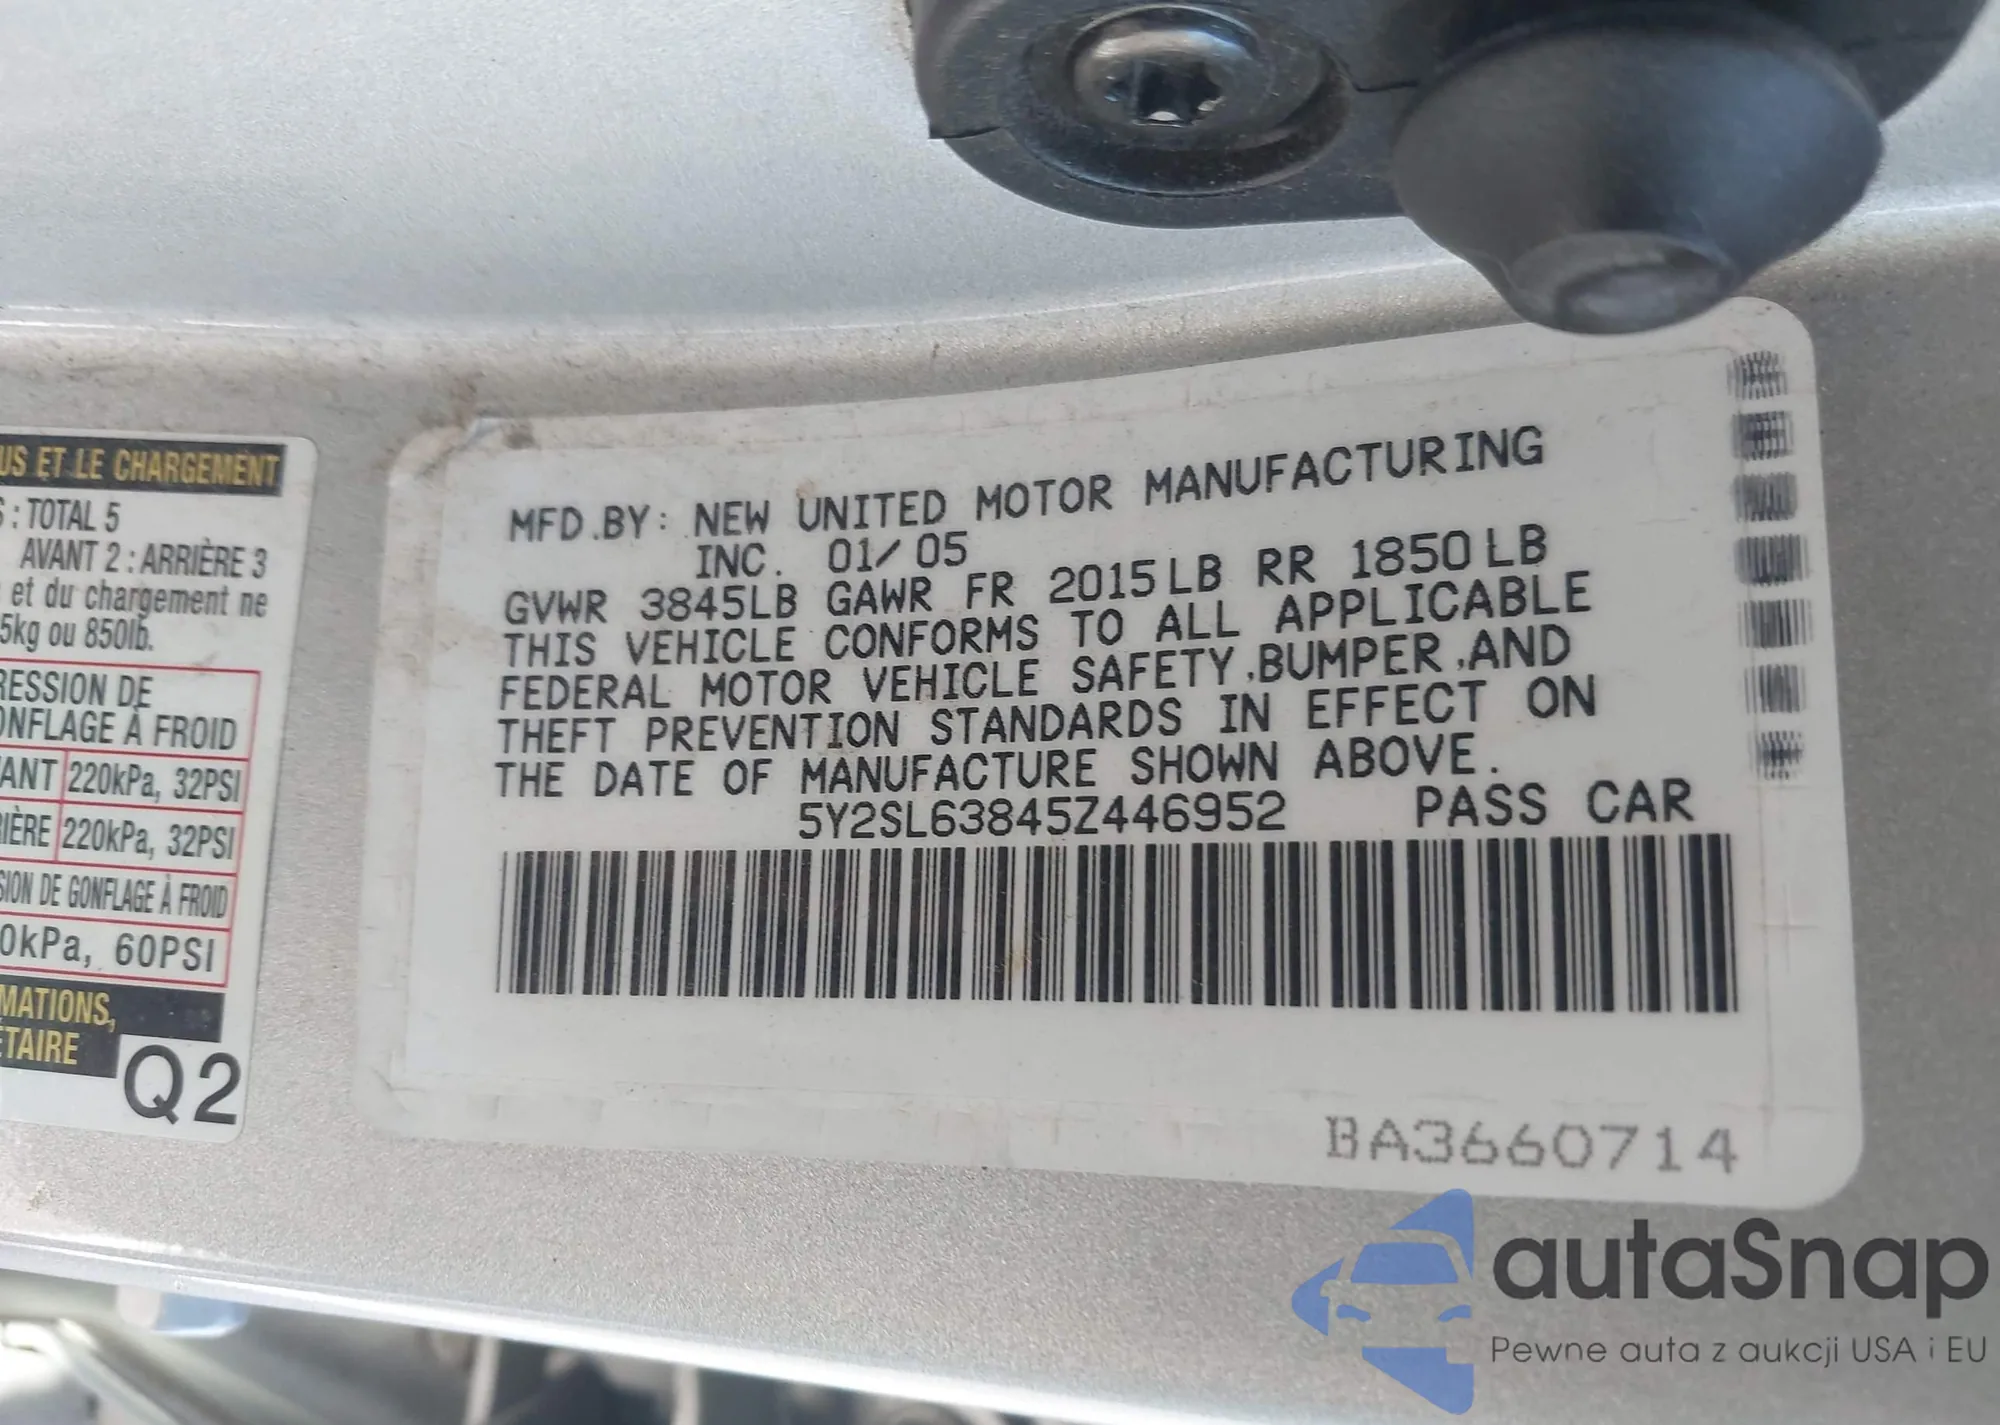 US ET LE CHARGEMENT
: TOTAL 5
AVANT 2 : ARRIÈRE 3
et du chargement ne
5kg ou 850lb.
RESSION DE
ONFLAGE À FROID
ANT 220kPa, 32PSI
IÈRE 220kPa, 32PSI
SION DE GONFLAGE À FROID
0kPa, 60PSI
MATIONS,
ÉTAIRE
Q2
MFD.BY: NEW UNITED MOTOR MANUFACTURING
INC. 01/05
GVWR 3845LB GAWR FR 2015LB RR 1850LB
THIS VEHICLE CONFORMS TO ALL APPLICABLE
FEDERAL MOTOR VEHICLE SAFETY,BUMPER,AND
THEFT PREVENTION STANDARDS IN EFFECT ON
THE DATE OF MANUFACTURE SHOWN ABOVE.
5Y2SL63845Z446952 PASS CAR
BA3660714
autaSnap
Pewne auta z aukcji USA i EU